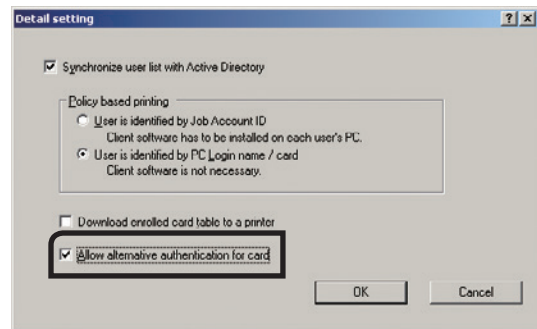 Detail setting
Synchronize user list with Active Directory
Policy based printing
User is identified by Job Account ID
Client software has to be installed on each user's PC.
User is identified by PC Login name / card
Client software is not necessary.
Download enrolled card table to a printer
Allow alternative authentication for card
OK Cancel